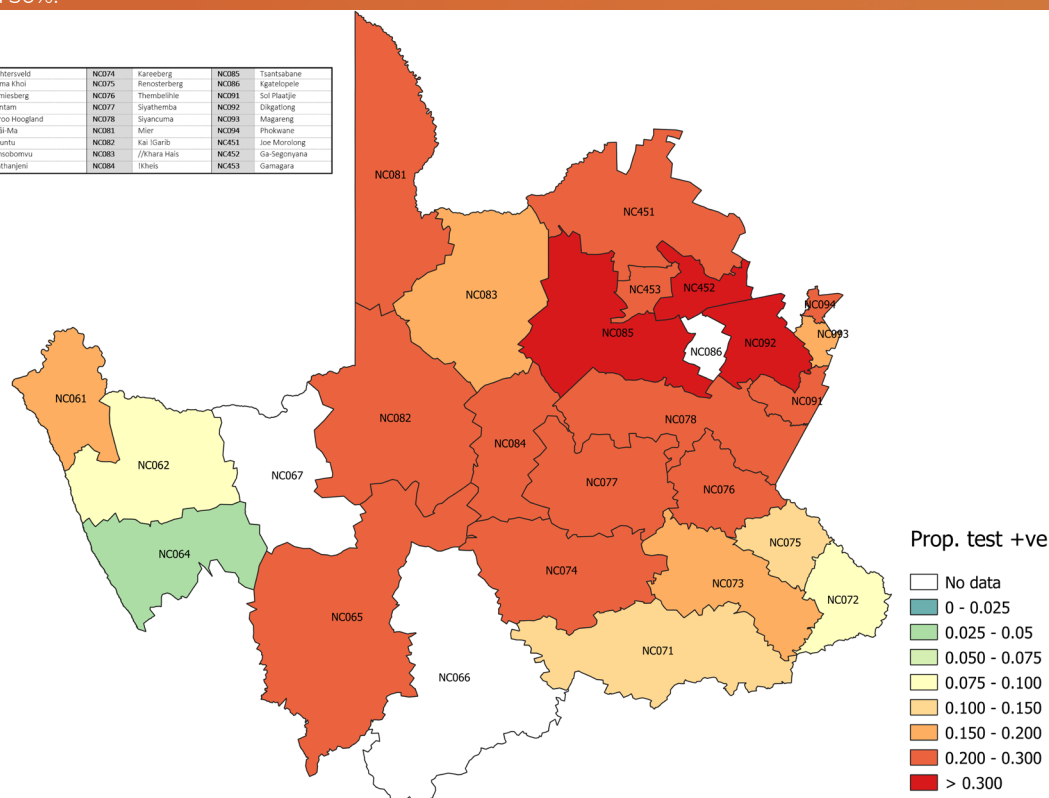 NC074 Kareeberg NC085 Tsantsabane
NC075 Renosterberg NC086 Kgatelopele
NC076 Thembelihle NC091 Sol Plaatjie
NC077 Siyathemba NC092 Dikgatlong
roo Hoogland NC078 Siyancuma NC093 Magareng
NC081 Mier NC094 Phokwane
NC082 Kai !Garib NC451 Joe Morolong
NC083 //Khara Hais NC452 Ga-Segonyana
NC084 !Kheis NC453 Gamagara
NC081
NC451
NC083
NC453
NC452
NC094
NC085
NC093
NC086
NC092
NC061
NC091
NC082
NC078
NC084
NC062
NC067
NC077
NC076
NC064
NC075
NC074
NC073
NC072
NC065
NC071
NC066
Prop. test +ve
No data
0 - 0.025
0.025 - 0.05
0.050 - 0.075
0.075 - 0.100
0.100 - 0.150
0.150 - 0.200
0.200 - 0.300
> 0.300